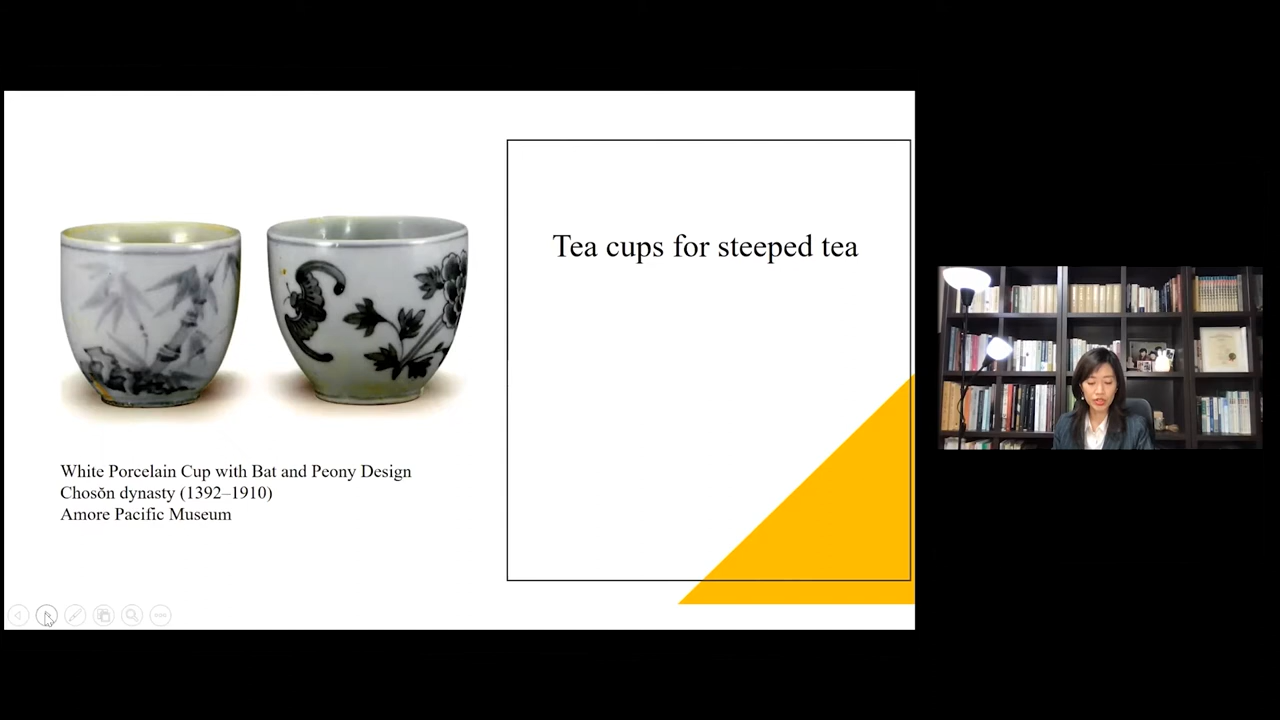 Tea cups for steeped tea
White Porcelain Cup with Bat and Peony Design
Chosŏn dynasty (1392–1910)
Amore Pacific Museum